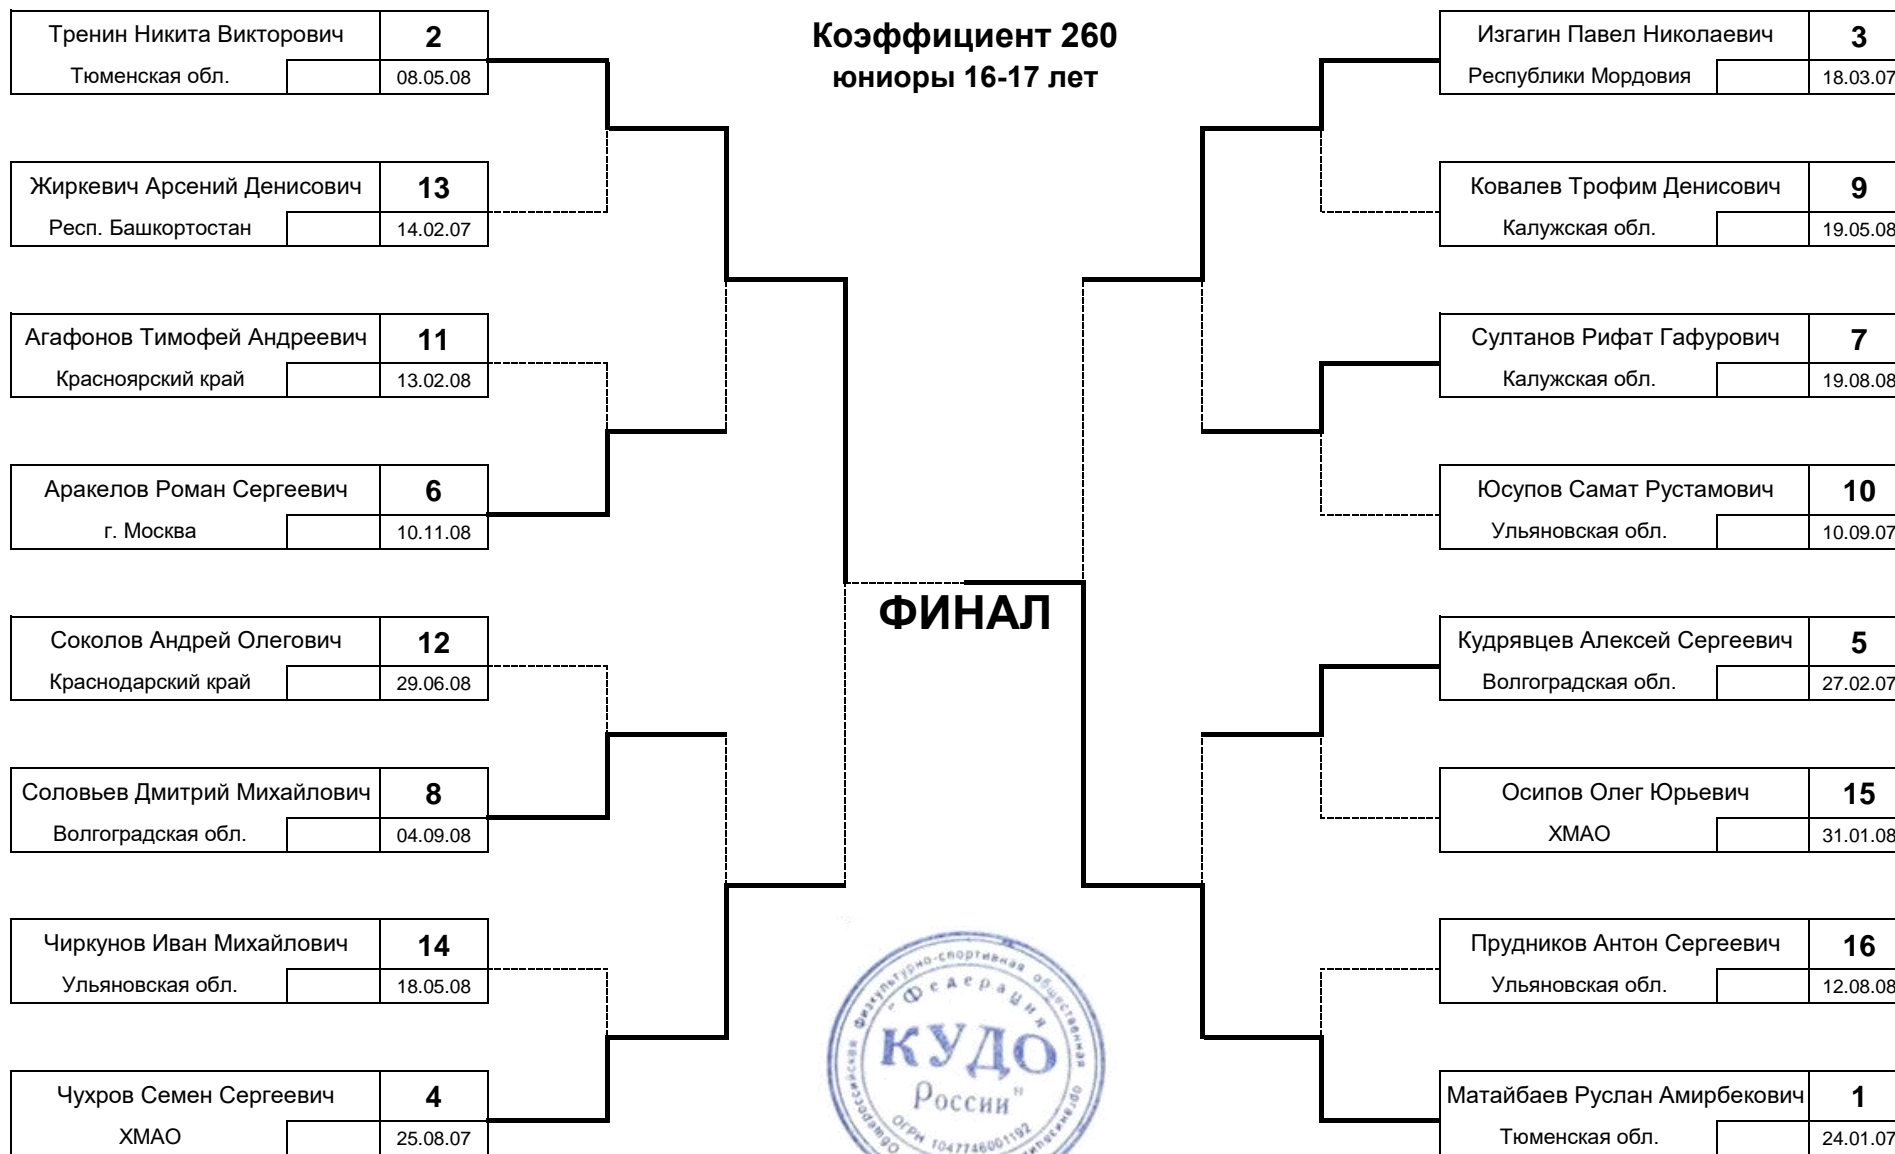 Коэффициент 260
юниоры 16-17 лет
Тренин Никита Викторович 2
Тюменская обл. 08.05.08
Жиркевич Арсений Денисович 13
Респ. Башкортостан 14.02.07
Агафонов Тимофей Андреевич 11
Красноярский край 13.02.08
Аракелов Роман Сергеевич 6
г. Москва 10.11.08
Соколов Андрей Олегович 12
Краснодарский край 29.06.08
Соловьев Дмитрий Михайлович 8
Волгоградская обл. 04.09.08
Чиркунов Иван Михайлович 14
Ульяновская обл. 18.05.08
Чухров Семен Сергеевич 4
ХМАО 25.08.07
ФИНАЛ
Изгагин Павел Николаевич 3
Республики Мордовия 18.03.07
Ковалев Трофим Денисович 9
Калужская обл. 19.05.08
Султанов Рифат Гафурович 7
Калужская обл. 19.08.08
Юсупов Самат Рустамович 10
Ульяновская обл. 10.09.07
Кудрявцев Алексей Сергеевич 5
Волгоградская обл. 27.02.07
Осипов Олег Юрьевич 15
ХМАО 31.01.08
Прудников Антон Сергеевич 16
Ульяновская обл. 12.08.08
Матайбаев Руслан Амирбекович 1
Тюменская обл. 24.01.07
Общероссийская физкультурно-спортивная общественная
"Федерация
КУДО
России"
ОГРН 1047746001192